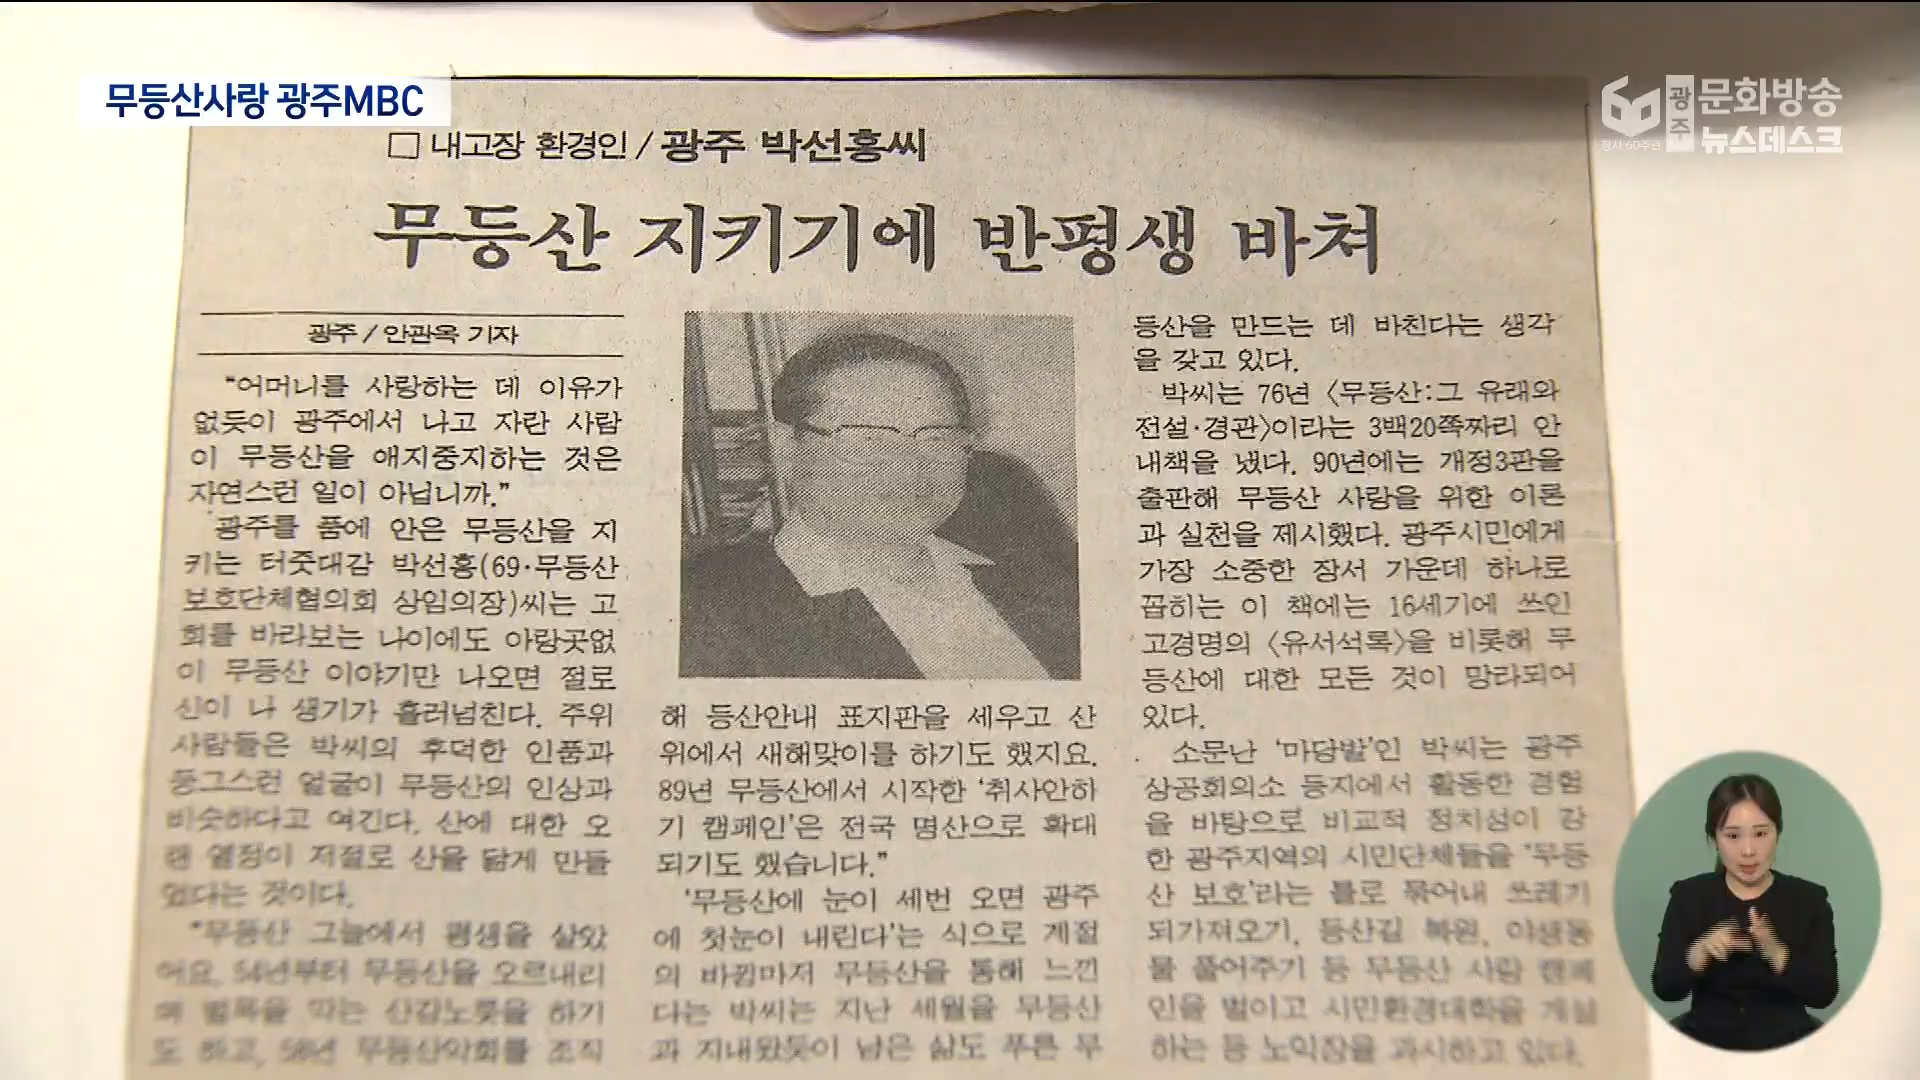 무등산사랑 광주MBC
광주
문화방송
뉴스데스크
창사 60주년
□ 내고장 환경인 / 광주 박선홍씨
무등산 지키기에 반평생 바쳐
광주 / 안관옥 기자
“어머니를 사랑하는 데 이유가
없듯이 광주에서 나고 자란 사람
이 무등산을 애지중지하는 것은
자연스런 일이 아닙니까.”
광주를 품에 안은 무등산을 지
키는 터줏대감 박선홍(69·무등산
보호단체협의회 상임의장)씨는 고
희를 바라보는 나이에도 아랑곳없
이 무등산 이야기만 나오면 절로
신이 나 생기가 흘러넘친다. 주위
사람들은 박씨의 후덕한 인품과
둥그스런 얼굴이 무등산의 인상과
비슷하다고 여긴다. 산에 대한 오
랜 열정이 저절로 산을 닮게 만들
었다는 것이다.
“무등산 그늘에서 평생을 살았
어요. 54년부터 무등산을 오르내리
며 벌목을 막는 산감노릇을 하기
도 하고, 58년 무등산악회를 조직
해 등산안내 표지판을 세우고 산
위에서 새해맞이를 하기도 했지요.
89년 무등산에서 시작한 ‘취사안하
기 캠페인’은 전국 명산으로 확대
되기도 했습니다.”
‘무등산에 눈이 세번 오면 광주
에 첫눈이 내린다’는 식으로 계절
의 바뀜마저 무등산을 통해 느낀
다는 박씨는 지난 세월을 무등산
과 지내왔듯이 남은 삶도 푸른 무
등산을 만드는 데 바친다는 생각
을 갖고 있다.
박씨는 76년 〈무등산:그 유래와
전설·경관〉이라는 3백20쪽짜리 안
내책을 냈다. 90년에는 개정3판을
출판해 무등산 사랑을 위한 이론
과 실천을 제시했다. 광주시민에게
가장 소중한 장서 가운데 하나로
꼽히는 이 책에는 16세기에 쓰인
고경명의 〈유서석록〉을 비롯해 무
등산에 대한 모든 것이 망라되어
있다.
소문난 ‘마당발’인 박씨는 광주
상공회의소 등지에서 활동한 경험
을 바탕으로 비교적 정치성이 강
한 광주지역의 시민단체들을 ‘무등
산 보호’라는 틀로 묶어내 쓰레기
되가져오기, 등산길 복원, 야생동
물 풀어주기 등 무등산 사랑 캠페
인을 벌이고 시민환경대학을 개설
하는 등 노익장을 과시하고 있다.